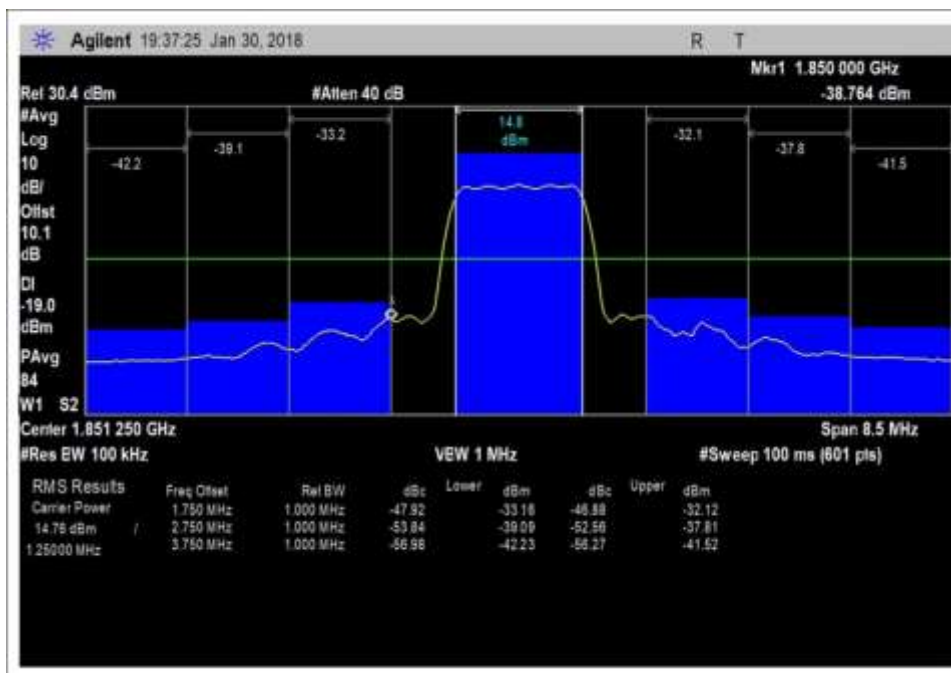 Agilent 19:37:25 Jan 30, 2018 R T
Mkr1 1.850 000 GHz
Ref 30.4 dBm #Atten 40 dB -38.764 dBm
#Avg
Log
10
dB/
Offst
10.1
dB
DI
-19.0
dBm
PAvg
84
W1 S2
-42.2 -39.1 -33.2 14.8 dBm -32.1 -37.8 -41.5
Center 1.851 250 GHz Span 8.5 MHz
#Res BW 100 kHz VBW 1 MHz #Sweep 100 ms (601 pts)
RMS Results Freq Offset Ref BW dBc Lower dBm dBc Upper dBm
Carrier Power 1.750 MHz 1.000 MHz -47.92 -33.16 -46.88 -32.12
14.76 dBm / 2.750 MHz 1.000 MHz -53.84 -39.09 -52.56 -37.81
1.25000 MHz 3.750 MHz 1.000 MHz -56.98 -42.23 -56.27 -41.52